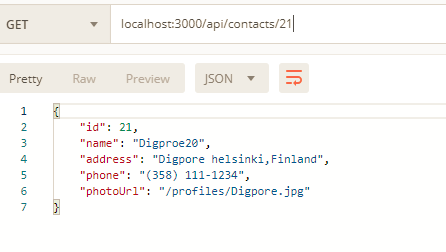 GET localhost:3000/api/contacts/21
Pretty Raw Preview JSON
1 {
2 "id": 21,
3 "name": "Digproe20",
4 "address": "Digpore helsinki,Finland",
5 "phone": "(358) 111-1234",
6 "photoUrl": "/profiles/Digpore.jpg"
7 }